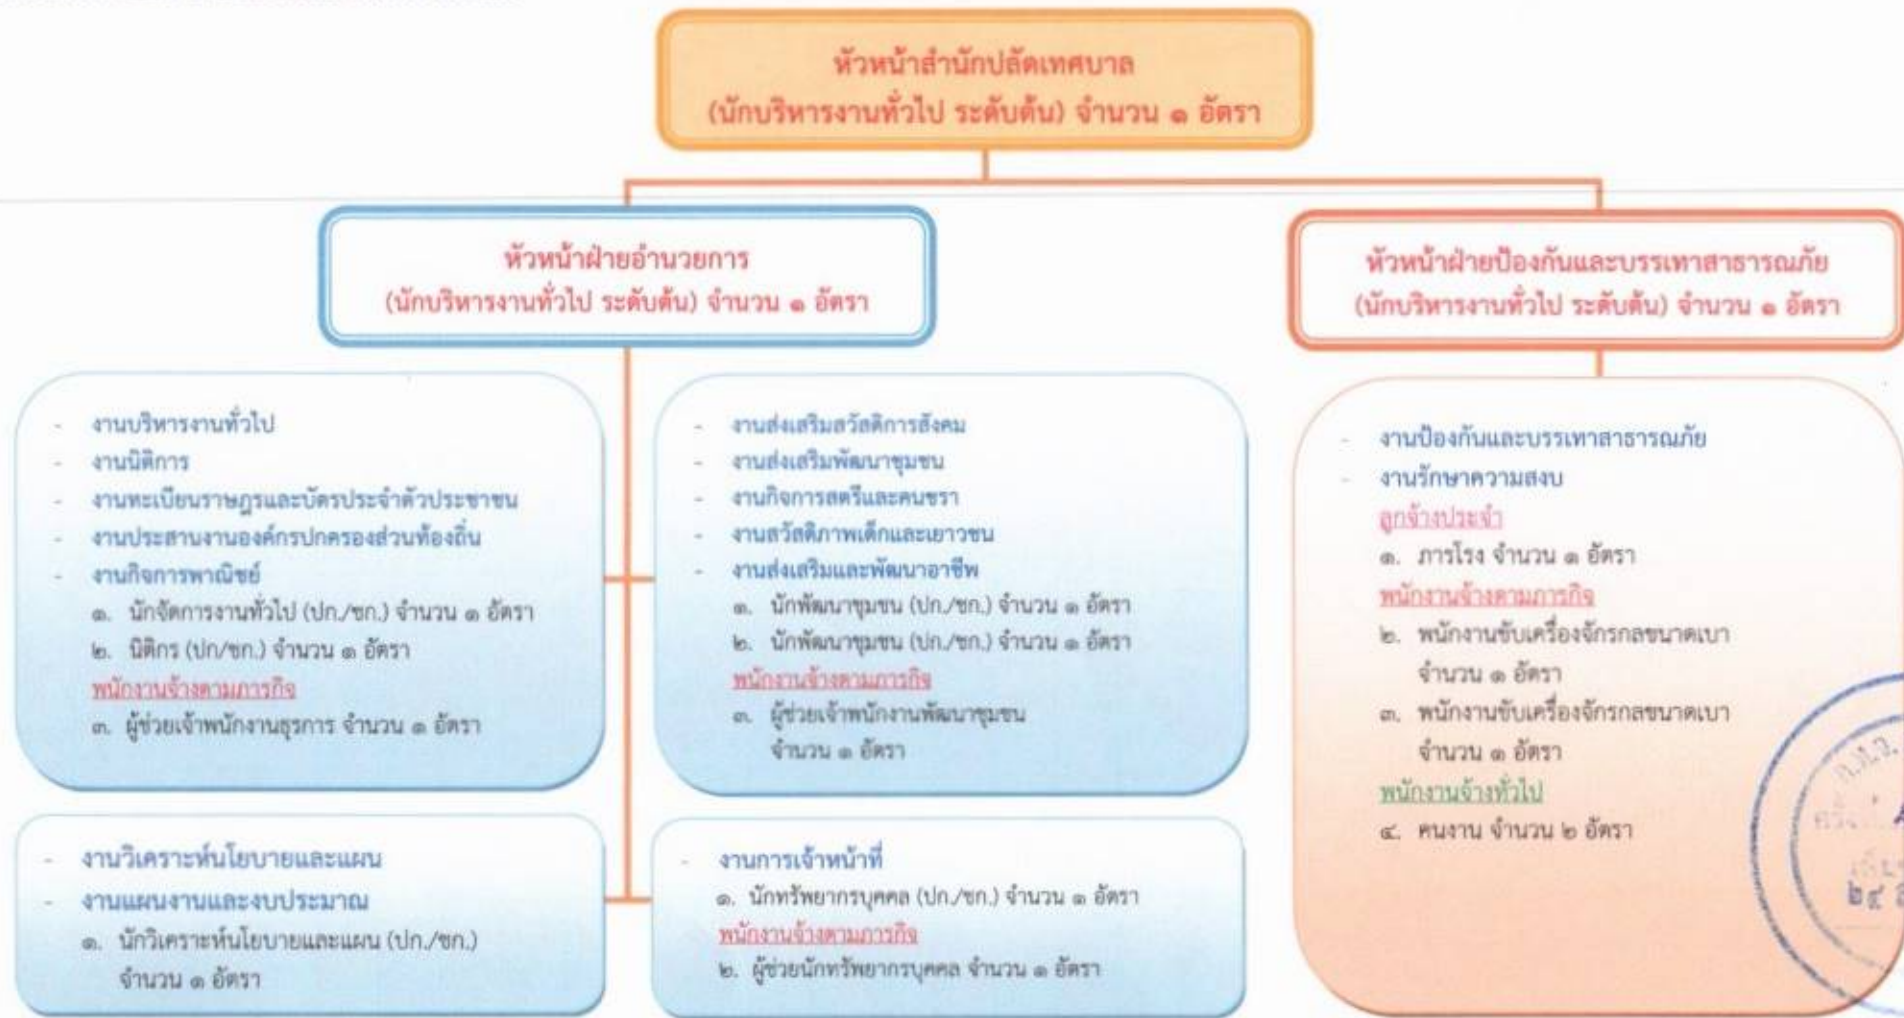 หัวหน้าสำนักปลัดเทศบาล
(นักบริหารงานทั่วไป ระดับต้น) จำนวน ๑ อัตรา
หัวหน้าฝ่ายอำนวยการ
(นักบริหารงานทั่วไป ระดับต้น) จำนวน ๑ อัตรา
หัวหน้าฝ่ายป้องกันและบรรเทาสาธารณภัย
(นักบริหารงานทั่วไป ระดับต้น) จำนวน ๑ อัตรา
- งานบริหารงานทั่วไป
- งานนิติการ
- งานทะเบียนราษฎรและบัตรประจำตัวประชาชน
- งานประสานงานองค์กรปกครองส่วนท้องถิ่น
- งานกิจการพาณิชย์
๑. นักจัดการงานทั่วไป (ปก./ชก.) จำนวน ๑ อัตรา
๒. นิติกร (ปก/ชก.) จำนวน ๑ อัตรา
พนักงานจ้างตามภารกิจ
๓. ผู้ช่วยเจ้าพนักงานธุรการ จำนวน ๑ อัตรา
- งานส่งเสริมสวัสดิการสังคม
- งานส่งเสริมพัฒนาชุมชน
- งานกิจการสตรีและคนชรา
- งานสวัสดิภาพเด็กและเยาวชน
- งานส่งเสริมและพัฒนาอาชีพ
๑. นักพัฒนาชุมชน (ปก./ชก.) จำนวน ๑ อัตรา
๒. นักพัฒนาชุมชน (ปก./ชก.) จำนวน ๑ อัตรา
พนักงานจ้างตามภารกิจ
๓. ผู้ช่วยเจ้าพนักงานพัฒนาชุมชน
จำนวน ๑ อัตรา
- งานป้องกันและบรรเทาสาธารณภัย
- งานรักษาความสงบ
ลูกจ้างประจำ
๑. ภารโรง จำนวน ๑ อัตรา
พนักงานจ้างตามภารกิจ
๒. พนักงานขับเครื่องจักรกลขนาดเบา
จำนวน ๑ อัตรา
๓. พนักงานขับเครื่องจักรกลขนาดเบา
จำนวน ๑ อัตรา
พนักงานจ้างทั่วไป
๔. คนงาน จำนวน ๒ อัตรา
- งานวิเคราะห์นโยบายและแผน
- งานแผนงานและงบประมาณ
๑. นักวิเคราะห์นโยบายและแผน (ปก./ชก.)
จำนวน ๑ อัตรา
- งานการเจ้าหน้าที่
๑. นักทรัพยากรบุคคล (ปก./ชก.) จำนวน ๑ อัตรา
พนักงานจ้างตามภารกิจ
๒. ผู้ช่วยนักทรัพยากรบุคคล จำนวน ๑ อัตรา
๒๙